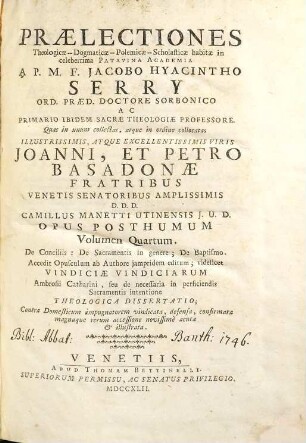 PRÆLECTIONES
Theologicæ-Dogmaticæ-Polemicæ-Scholasticæ habitæ in
celeberrima PATAVINA ACADEMIA
A P. M. F. JACOBO HYACINTHO
SERRY
ORD. PRÆD. DOCTORE SORBONICO
AC
PRIMARIO IBIDEM SACRÆ THEOLOGIÆ PROFESSORE.
Quas in unum collectas, atque in ordine collocatas
ILLUSTRISSIMIS, ATQUE EXCELLENTISSIMIS VIRIS
JOANNI, ET PETRO
BASADONÆ
FRATRIBUS
VENETIS SENATORIBUS AMPLISSIMIS
D. D. D.
CAMILLUS MANETTI UTINENSIS J. U. D.
OPUS POSTHUMUM
Volumen Quartum.
De Conciliis: De Sacramentis in genere; De Baptismo.
Accedit Opusculum ab Authore jampridem editum; videlicet
VINDICIÆ VINDICIARUM
Ambrosii Catharini, seu de necessaria in perficiendis
Sacramentis intentione
THEOLOGICA DISSERTATIO;
Contra Domesticum impugnatorem vindicata, defensa, confirmata
magnaque rerum accessione novissimè aucta
& illustrata.
Bibl: Abbat: Banth: 1746.
VENETIIS,
APUD THOMAM BETTINELLI.
SUPERIORUM PERMISSU, AC SENATUS PRIVILEGIO.
MDCCXLII.